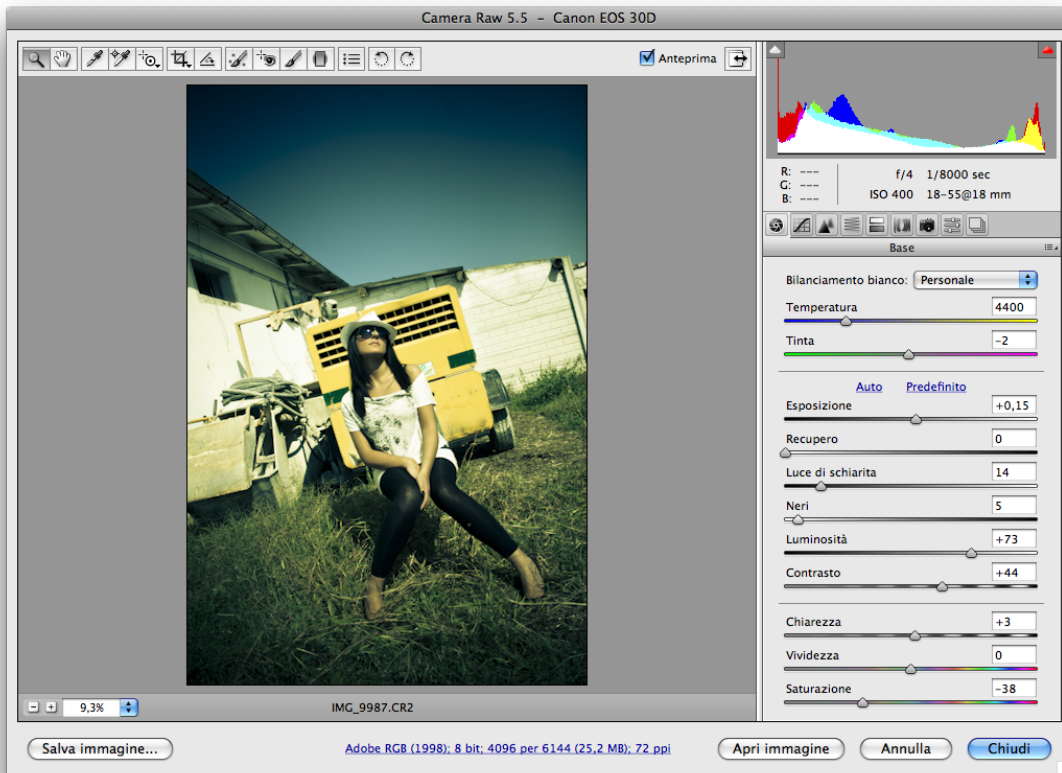 Camera Raw 5.5 - Canon EOS 30D
Anteprima
R: ---
G: ---
B: ---
f/4 1/8000 sec
ISO 400 18-55@18 mm
Base
Bilanciamento bianco: Personale
Temperatura 4400
Tinta -2
Auto Predefinito
Esposizione +0,15
Recupero 0
Luce di schiarita 14
Neri 5
Luminosità +73
Contrasto +44
Chiarezza +3
Vividezza 0
Saturazione -38
9,3% IMG_9987.CR2
Salva immagine... Adobe RGB (1998); 8 bit; 4096 per 6144 (25,2 MB); 72 ppi Apri immagine Annulla Chiudi